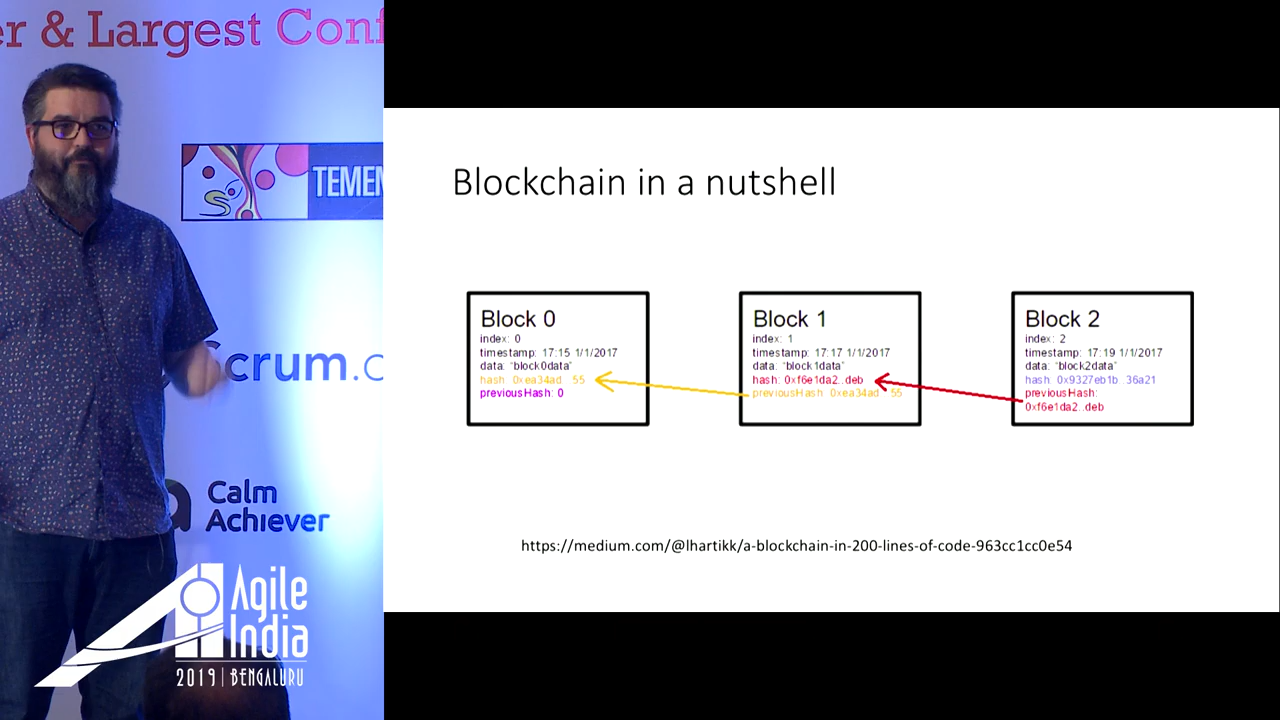 er & Largest Conf
TEMEN
Scrum.c
Calm
Achiever
Agile
India
2019 | BENGALURU
Blockchain in a nutshell
Block 0
index: 0
timestamp: 17:15 1/1/2017
data: "block0data"
hash: 0xea34ad...55
previousHash: 0
Block 1
index: 1
timestamp: 17:17 1/1/2017
data: "block1data"
hash: 0xf6e1da2..deb
previousHash: 0xea34ad...55
Block 2
index: 2
timestamp: 17:19 1/1/2017
data: "block2data"
hash: 0x9327eb1b..36a21
previousHash:
0xf6e1da2..deb
https://medium.com/@lhartikk/a-blockchain-in-200-lines-of-code-963cc1cc0e54